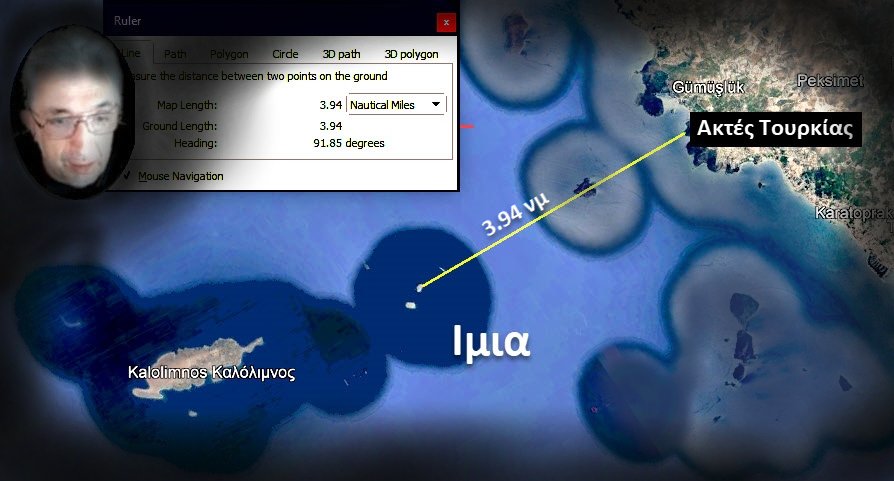 Ruler
x
Line Path Polygon Circle 3D path 3D polygon
sure the distance between two points on the ground
Map Length: 3.94 Nautical Miles
Ground Length: 3.94
Heading: 91.85 degrees
Mouse Navigation
Gümüşlük
Peksimet
Ακτές Τουρκίας
3.94 νμ
Karatoprak
Ιμια
Kalolimnos Καλόλιμνος